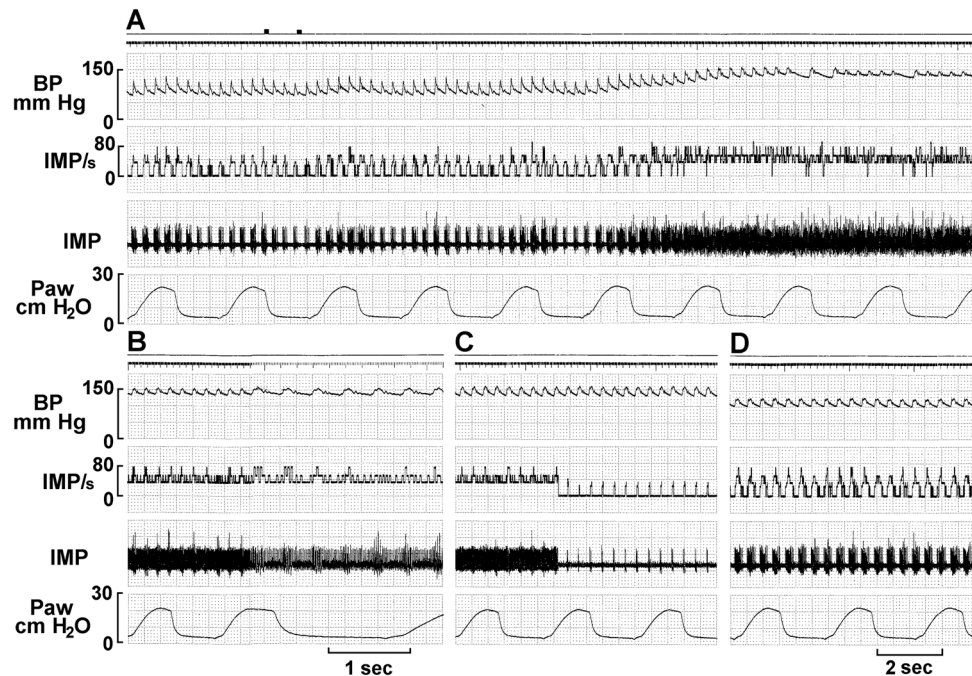 A
BP
mm Hg
150
0
IMP/s
80
0
IMP
Paw
cm H₂O
30
0
B
C
D
BP
mm Hg
150
0
IMP/s
80
0
IMP
Paw
cm H₂O
30
0
1 sec
2 sec